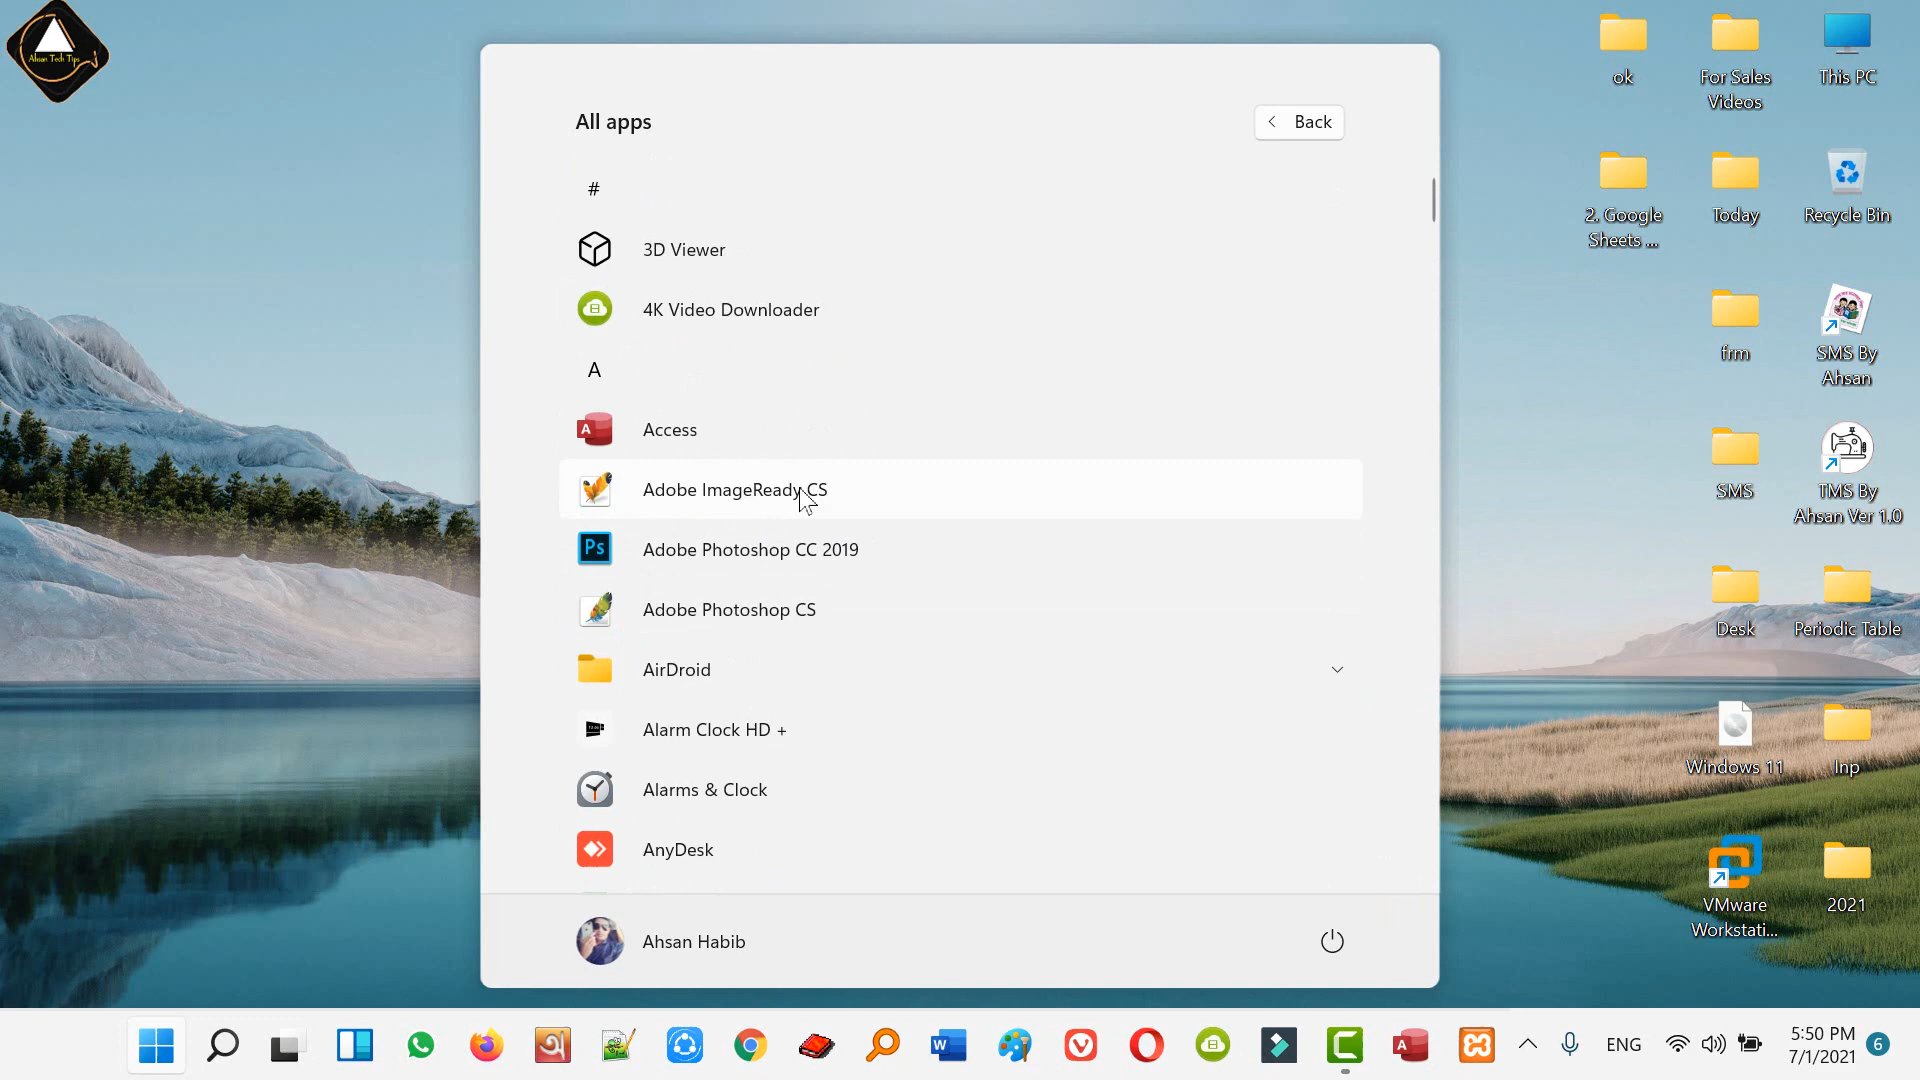 Ahsan Tech Tips
All apps
Back
#
3D Viewer
4K Video Downloader
A
Access
Adobe ImageReady CS
Adobe Photoshop CC 2019
Adobe Photoshop CS
AirDroid
Alarm Clock HD +
Alarms & Clock
AnyDesk
Ahsan Habib
ok
For Sales
Videos
This PC
2. Google
Sheets ...
Today
Recycle Bin
frm
SMS By
Ahsan
SMS
TMS By
Ahsan Ver 1.0
Desk
Periodic Table
Windows 11
Inp
VMware
Workstati...
2021
ENG
5:50 PM
7/1/2021
6